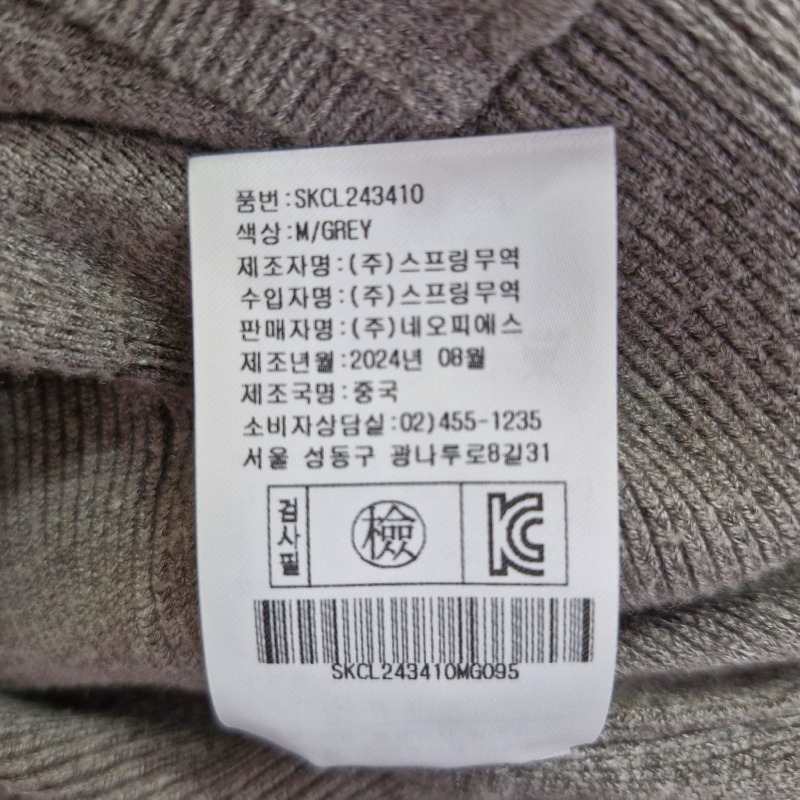 품번:SKCL243410
색상:M/GREY
제조자명:(주)스프링무역
수입자명:(주)스프링무역
판매자명:(주)네오피에스
제조년월:2024년 08월
제조국명:중국
소비자상담실:02)455-1235
서울 성동구 광나루로8길31
검사필 檢 KC
SKCL243410MG095